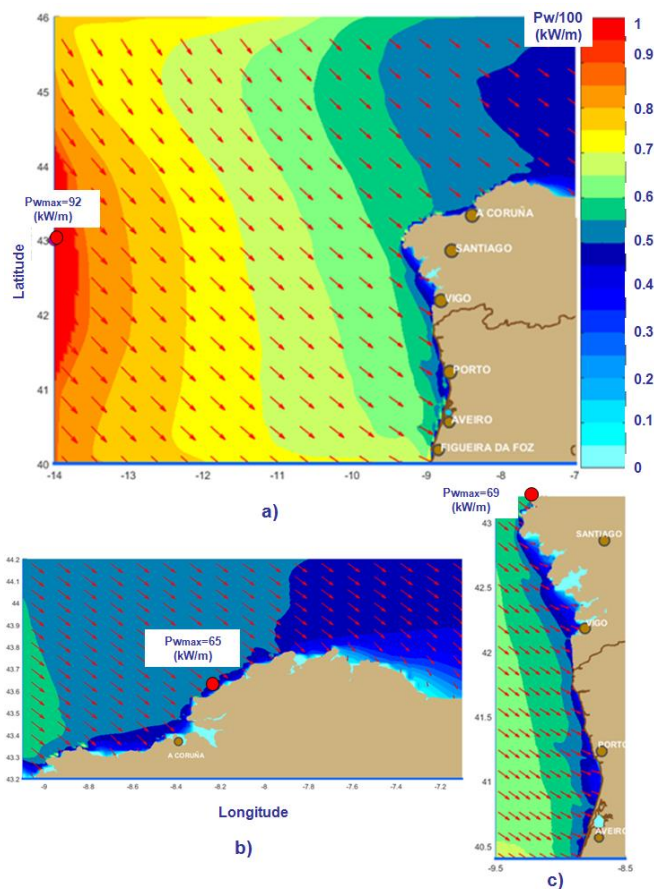 Pw/100
(kW/m)
46
45
44
43
42
41
40
Latitude
Pwmax=92
(kW/m)
A CORUÑA
SANTIAGO
VIGO
PORTO
AVEIRO
FIGUEIRA DA FOZ
-14
-13
-12
-11
-10
-9
-8
-7
1
0.9
0.8
0.7
0.6
0.5
0.4
0.3
0.2
0.1
0
a)
44.2
44.1
44
43.9
43.8
43.7
43.6
43.5
43.4
43.3
43.2
Pwmax=65
(kW/m)
A CORUÑA
-9
-8.8
-8.6
-8.4
-8.2
-8
-7.8
-7.6
-7.4
-7.2
Longitude
b)
Pwmax=69
(kW/m)
43
42.5
42
41.5
41
40.5
SANTIAGO
VIGO
PORTO
AVEIRO
-9.5
-8.5
c)